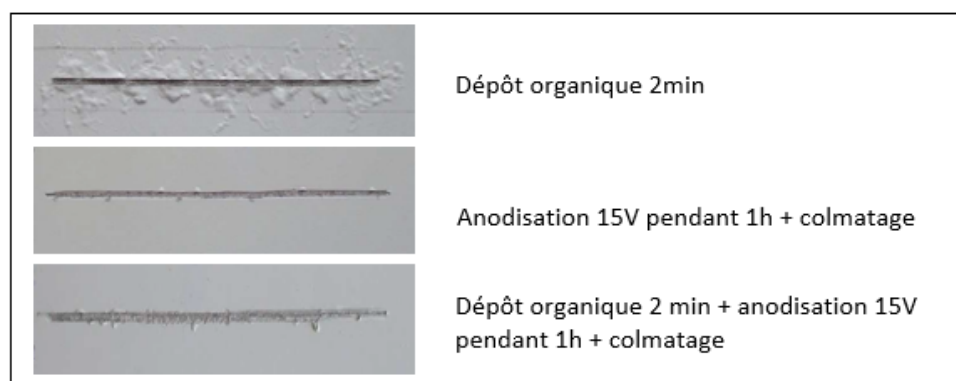 Dépôt organique 2min
Anodisation 15V pendant 1h + colmatage
Dépôt organique 2 min + anodisation 15V
pendant 1h + colmatage